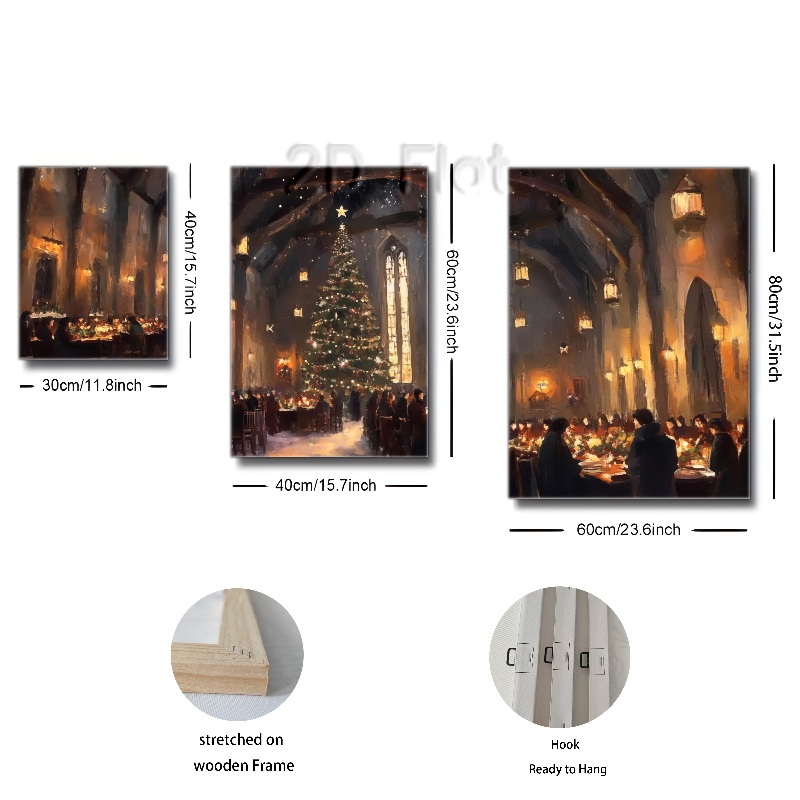 2D Flat
40cm/15.7inch
30cm/11.8inch
60cm/23.6inch
40cm/15.7inch
80cm/31.5inch
60cm/23.6inch
stretched on
wooden Frame
Hook
Ready to Hang